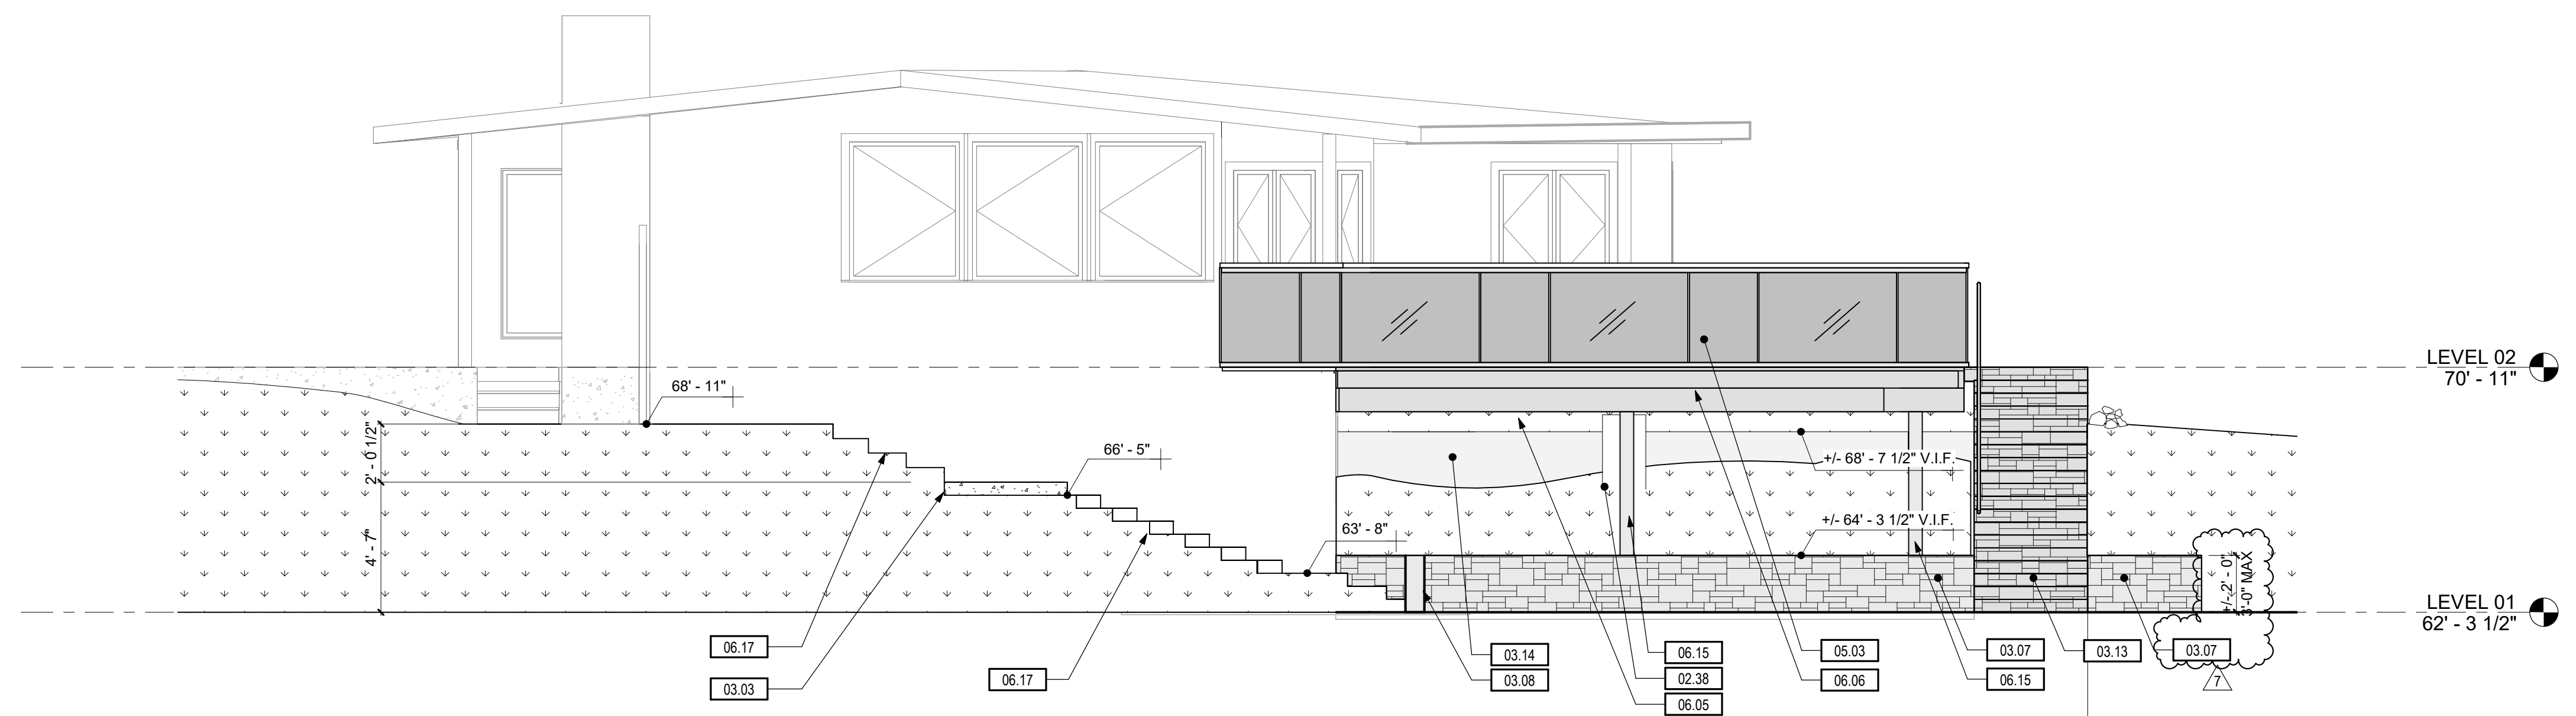 LEVEL 02
70' - 11"
68' - 11"
2' - 0 1/2"
66' - 5"
+/- 68' - 7 1/2" V.I.F.
+/- 64' - 3 1/2" V.I.F.
63' - 8"
4' - 7"
+/- 2' - 0"
3'-0" MAX
LEVEL 01
62' - 3 1/2"
06.17
03.03
06.17
03.14
03.08
06.15
02.38
06.05
05.03
06.06
03.07
06.15
03.13
03.07
7